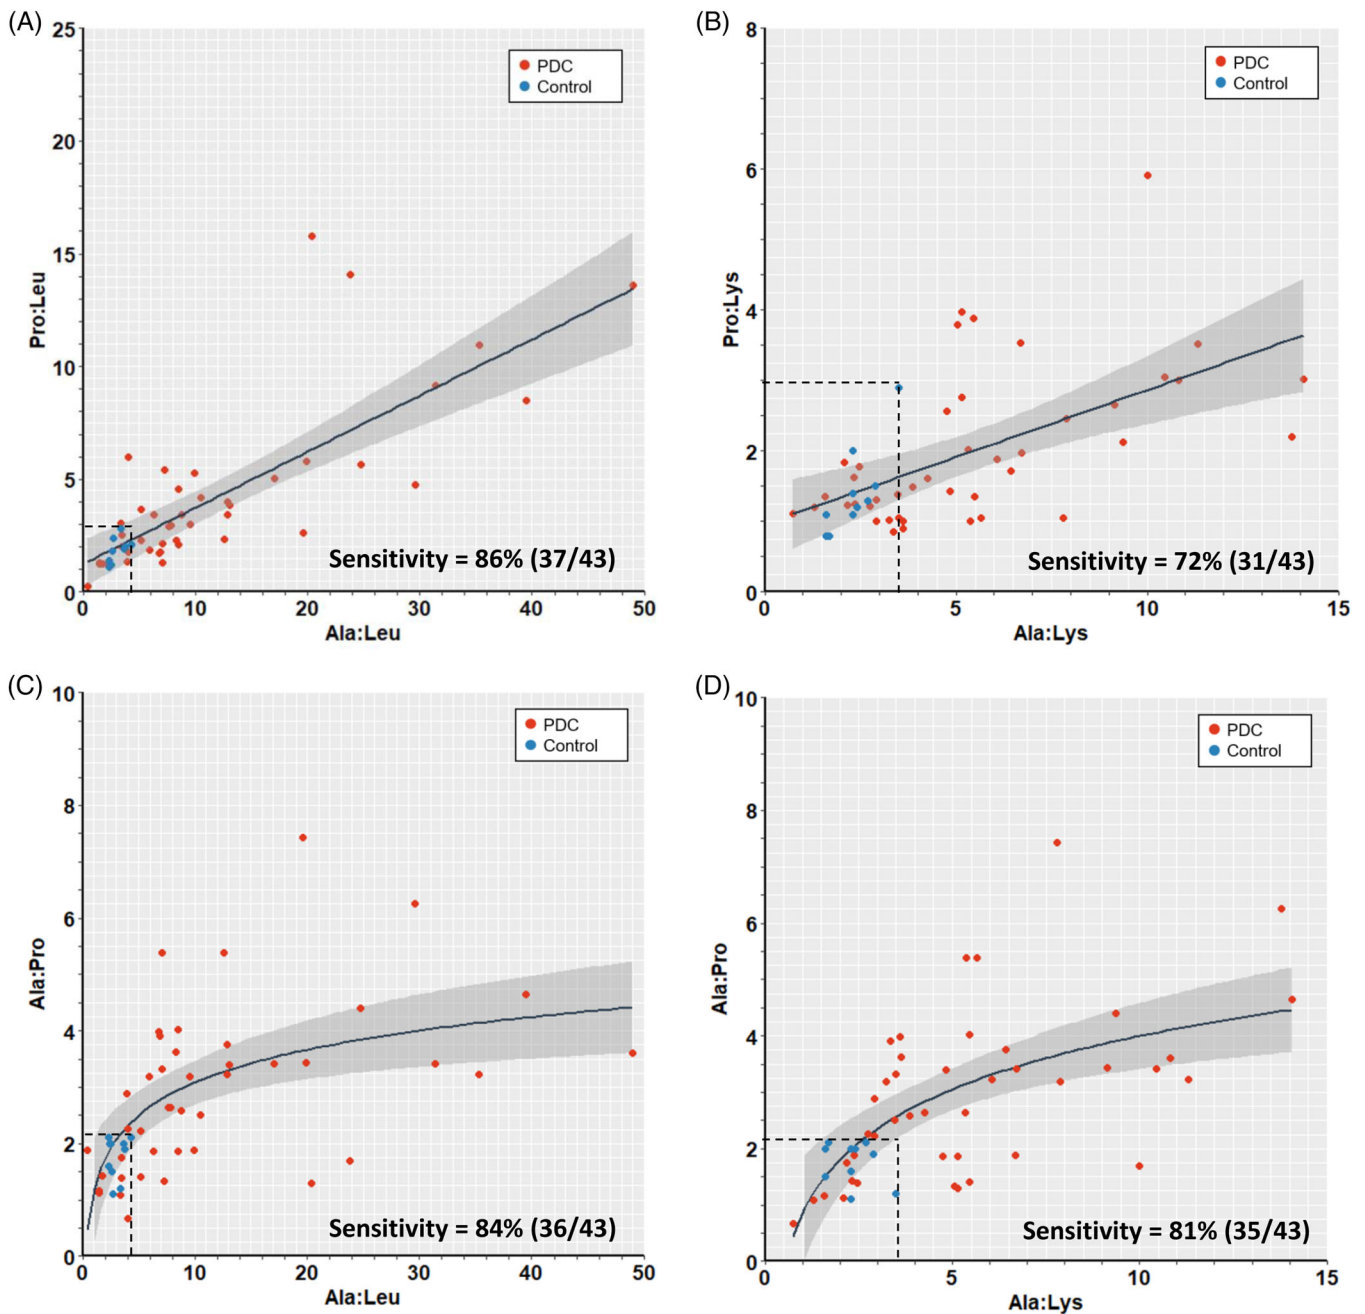 (A)
25
20
15
10
5
0
Pro:Leu
PDC
Control
Sensitivity = 86% (37/43)
0 10 20 30 40 50
Ala:Leu
(B)
8
6
4
2
0
Pro:Lys
PDC
Control
Sensitivity = 72% (31/43)
0 5 10 15
Ala:Lys
(C)
10
8
6
4
2
0
Ala:Pro
PDC
Control
Sensitivity = 84% (36/43)
0 10 20 30 40 50
Ala:Leu
(D)
10
8
6
4
2
0
Ala:Pro
PDC
Control
Sensitivity = 81% (35/43)
0 5 10 15
Ala:Lys